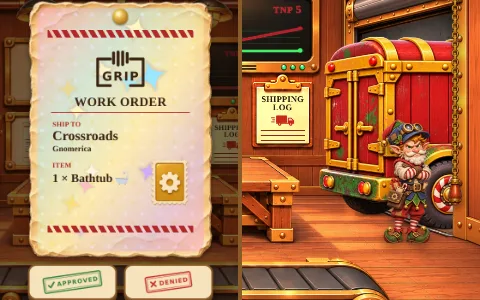 GRIP
WORK ORDER
SHIP TO
Crossroads
Gnomerica
ITEM
1 × Bathtub
APPROVED
DENIED
TNP 5
SHIPPING
LOG